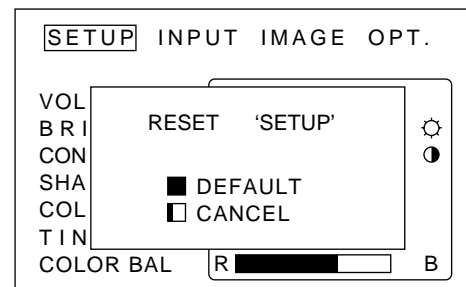 SETUP INPUT IMAGE OPT.
VOL
BRI
RESET 'SETUP'
CON
SHA
DEFAULT
COL
CANCEL
TIN
COLOR BAL R B